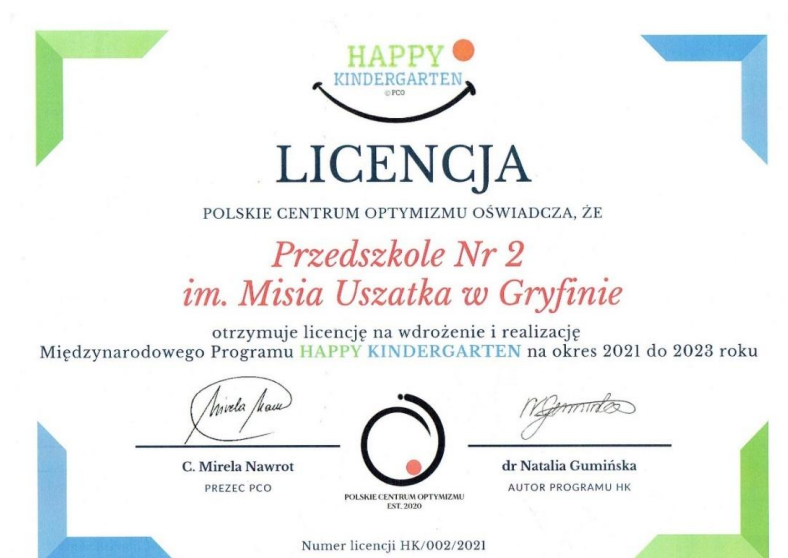 HAPPY
KINDERGARTEN
© PCO
LICENCJA
POLSKIE CENTRUM OPTYMIZMU OŚWIADCZA, ŻE
Przedszkole Nr 2
im. Misia Uszatka w Gryfinie
otrzymuje licencję na wdrożenie i realizację
Międzynarodowego Programu HAPPY KINDERGARTEN na okres 2021 do 2023 roku
C. Mirela Nawrot
PREZEC PCO
POLSKIE CENTRUM OPTYMIZMU
EST. 2020
dr Natalia Gumińska
AUTOR PROGRAMU HK
Numer licencji HK/002/2021